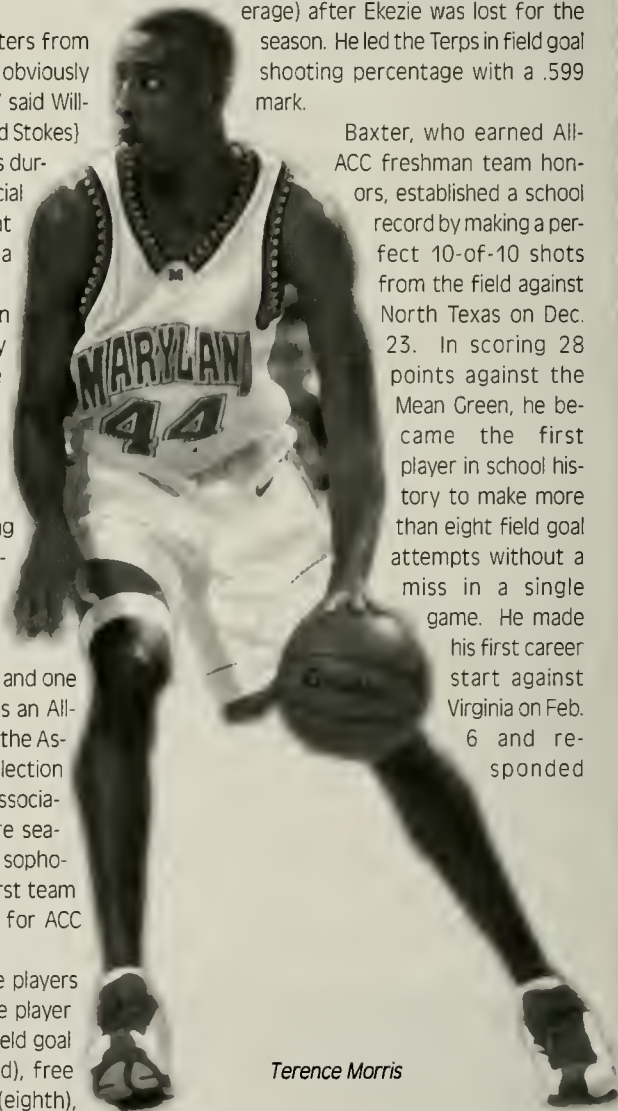 ters from
obviously
said Will-
d Stokes}
s dur-
cial
at
a
n
y
ng
and one
s an All-
the As-
lection
ssocia-
re sea-
sopho-
rst team
for ACC
e players
e player
eld goal
d), free
(eighth),
erage) after Ekezie was lost for the
season. He led the Terps in field goal
shooting percentage with a .599
mark.
Baxter, who earned All-
ACC freshman team hon-
ors, established a school
record by making a per-
fect 10-of-10 shots
from the field against
North Texas on Dec.
23. In scoring 28
points against the
Mean Green, he be-
came the first
player in school his-
tory to make more
than eight field goal
attempts without a
miss in a single
game. He made
his first career
start against
Virginia on Feb.
6 and re-
sponded
M
MARYLAN
44
Terence Morris